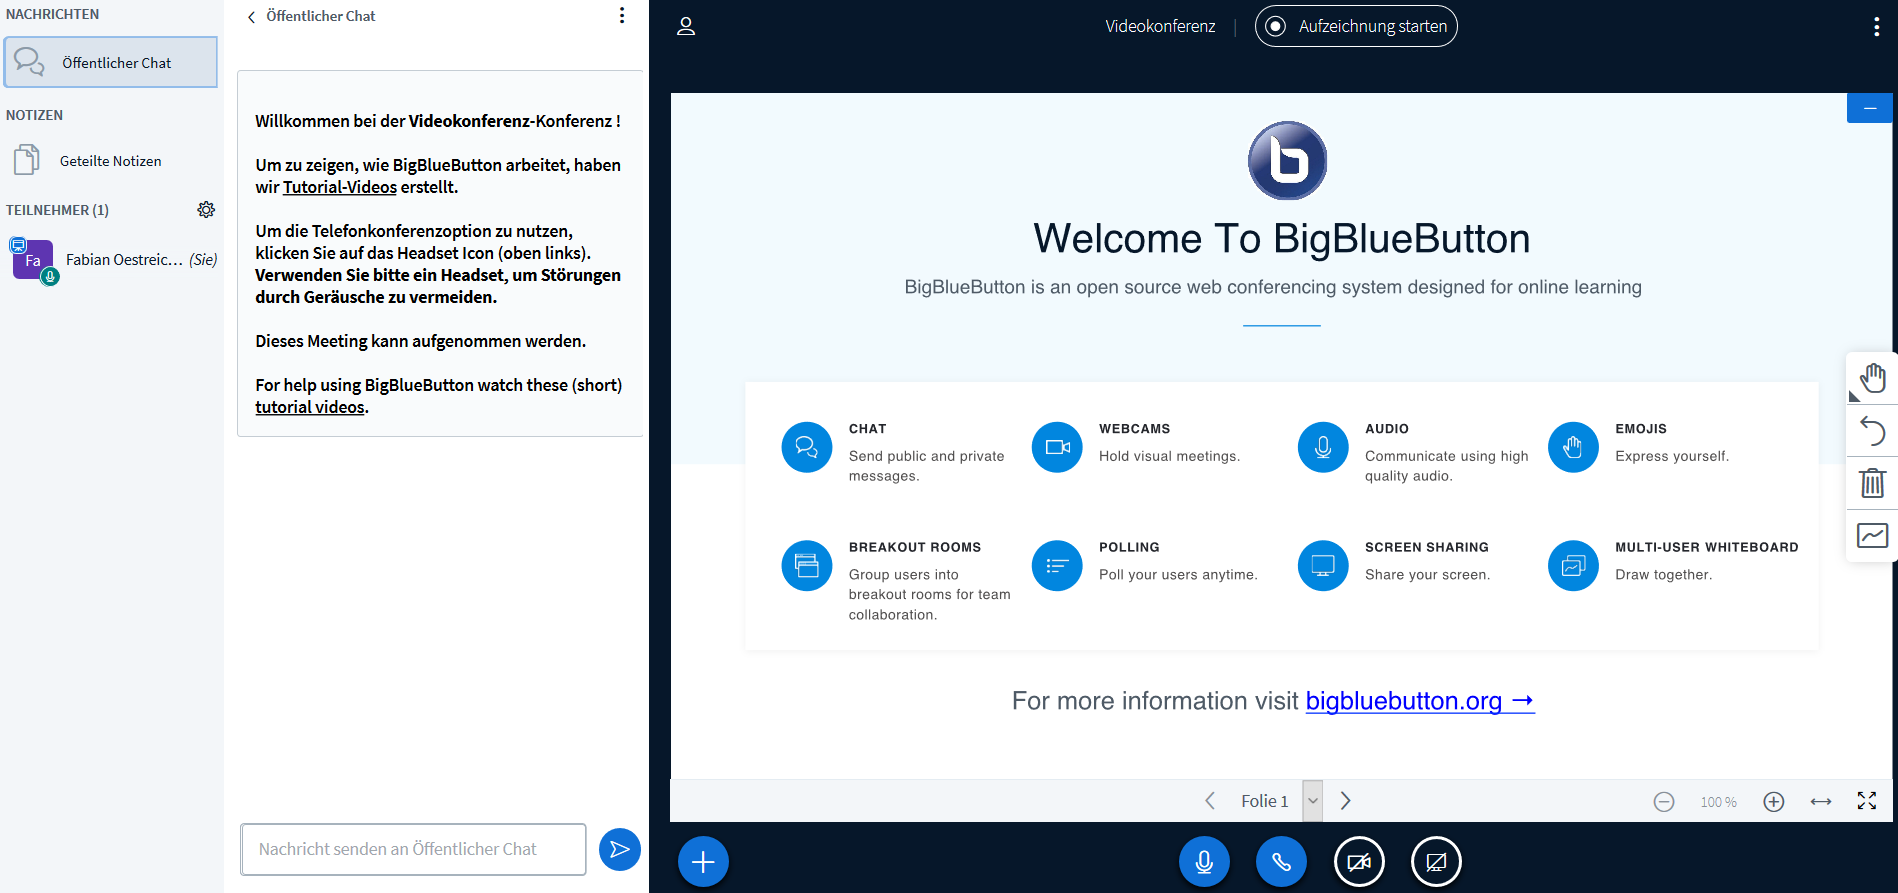 NACHRICHTEN
Öffentlicher Chat
NOTIZEN
Geteilte Notizen
TEILNEHMER (1)
Fa
Fabian Oestreic... (Sie)
Öffentlicher Chat
Willkommen bei der Videokonferenz-Konferenz !
Um zu zeigen, wie BigBlueButton arbeitet, haben
wir Tutorial-Videos erstellt.
Um die Telefonkonferenzoption zu nutzen,
klicken Sie auf das Headset Icon (oben links).
Verwenden Sie bitte ein Headset, um Störungen
durch Geräusche zu vermeiden.
Dieses Meeting kann aufgenommen werden.
For help using BigBlueButton watch these (short)
tutorial videos.
Nachricht senden an Öffentlicher Chat
Videokonferenz
Aufzeichnung starten
b
Welcome To BigBlueButton
BigBlueButton is an open source web conferencing system designed for online learning
CHAT
Send public and private
messages.
WEBCAMS
Hold visual meetings.
AUDIO
Communicate using high
quality audio.
EMOJIS
Express yourself.
BREAKOUT ROOMS
Group users into
breakout rooms for team
collaboration.
POLLING
Poll your users anytime.
SCREEN SHARING
Share your screen.
MULTI-USER WHITEBOARD
Draw together.
For more information visit bigbluebutton.org →
Folie 1
100 %